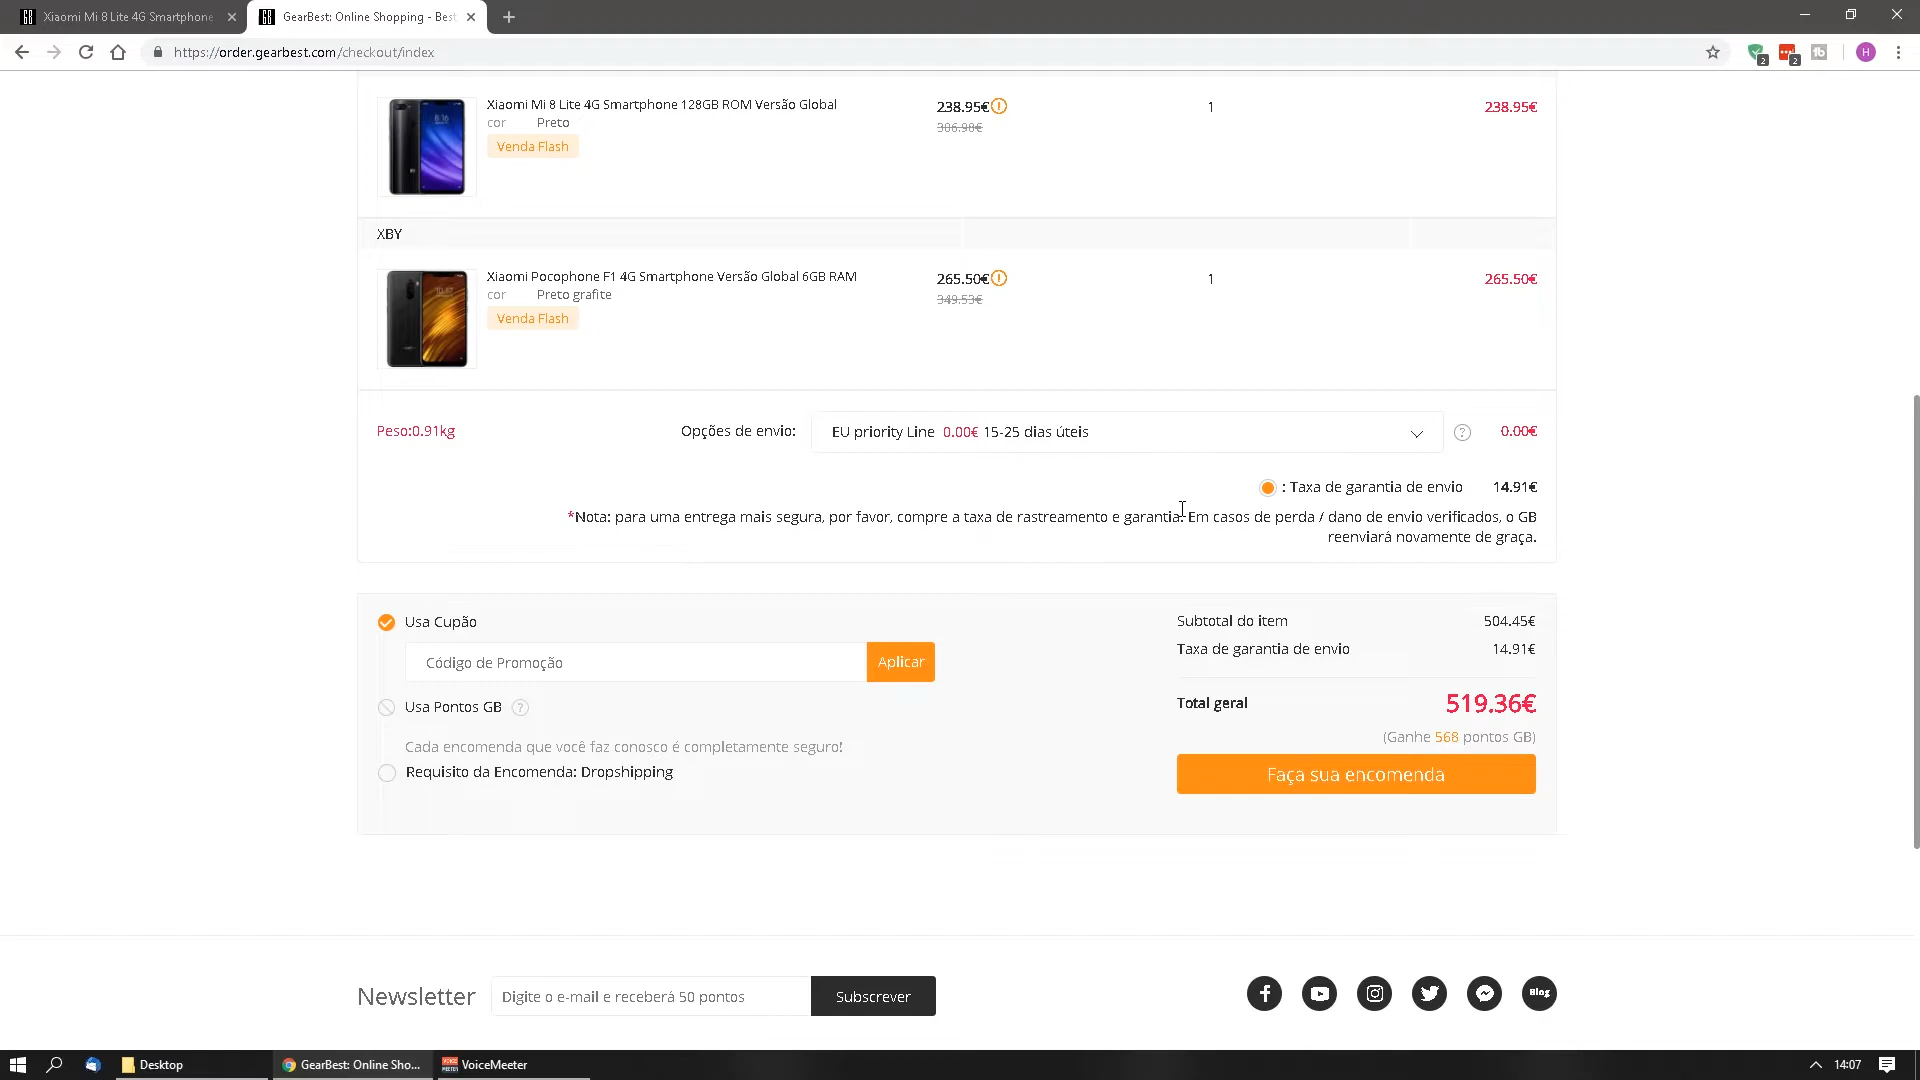 Xiaomi Mi 8 Lite 4G Smartphone
GearBest: Online Shopping - Best
https://order.gearbest.com/checkout/index
2
2
H
Xiaomi Mi 8 Lite 4G Smartphone 128GB ROM Versão Global
cor Preto
Venda Flash
238.95€
306.98€
1
238.95€
XBY
Xiaomi Pocophone F1 4G Smartphone Versão Global 6GB RAM
cor Preto grafite
Venda Flash
265.50€
349.53€
1
265.50€
Peso:0.91kg
Opções de envio:
EU priority Line 0.00€ 15-25 dias úteis
?
0.00€
: Taxa de garantia de envio 14.91€
*Nota: para uma entrega mais segura, por favor, compre a taxa de rastreamento e garantia. Em casos de perda / dano de envio verificados, o GB
reenviará novamente de graça.
Usa Cupão
Código de Promoção
Aplicar
Usa Pontos GB ?
Cada encomenda que você faz conosco é completamente seguro!
Requisito da Encomenda: Dropshipping
Subtotal do item 504.45€
Taxa de garantia de envio 14.91€
Total geral 519.36€
(Ganhe 568 pontos GB)
Faça sua encomenda
Newsletter
Digite o e-mail e receberá 50 pontos
Subscrever
Blog
Desktop
GearBest: Online Sho...
VoiceMeeter
14:07